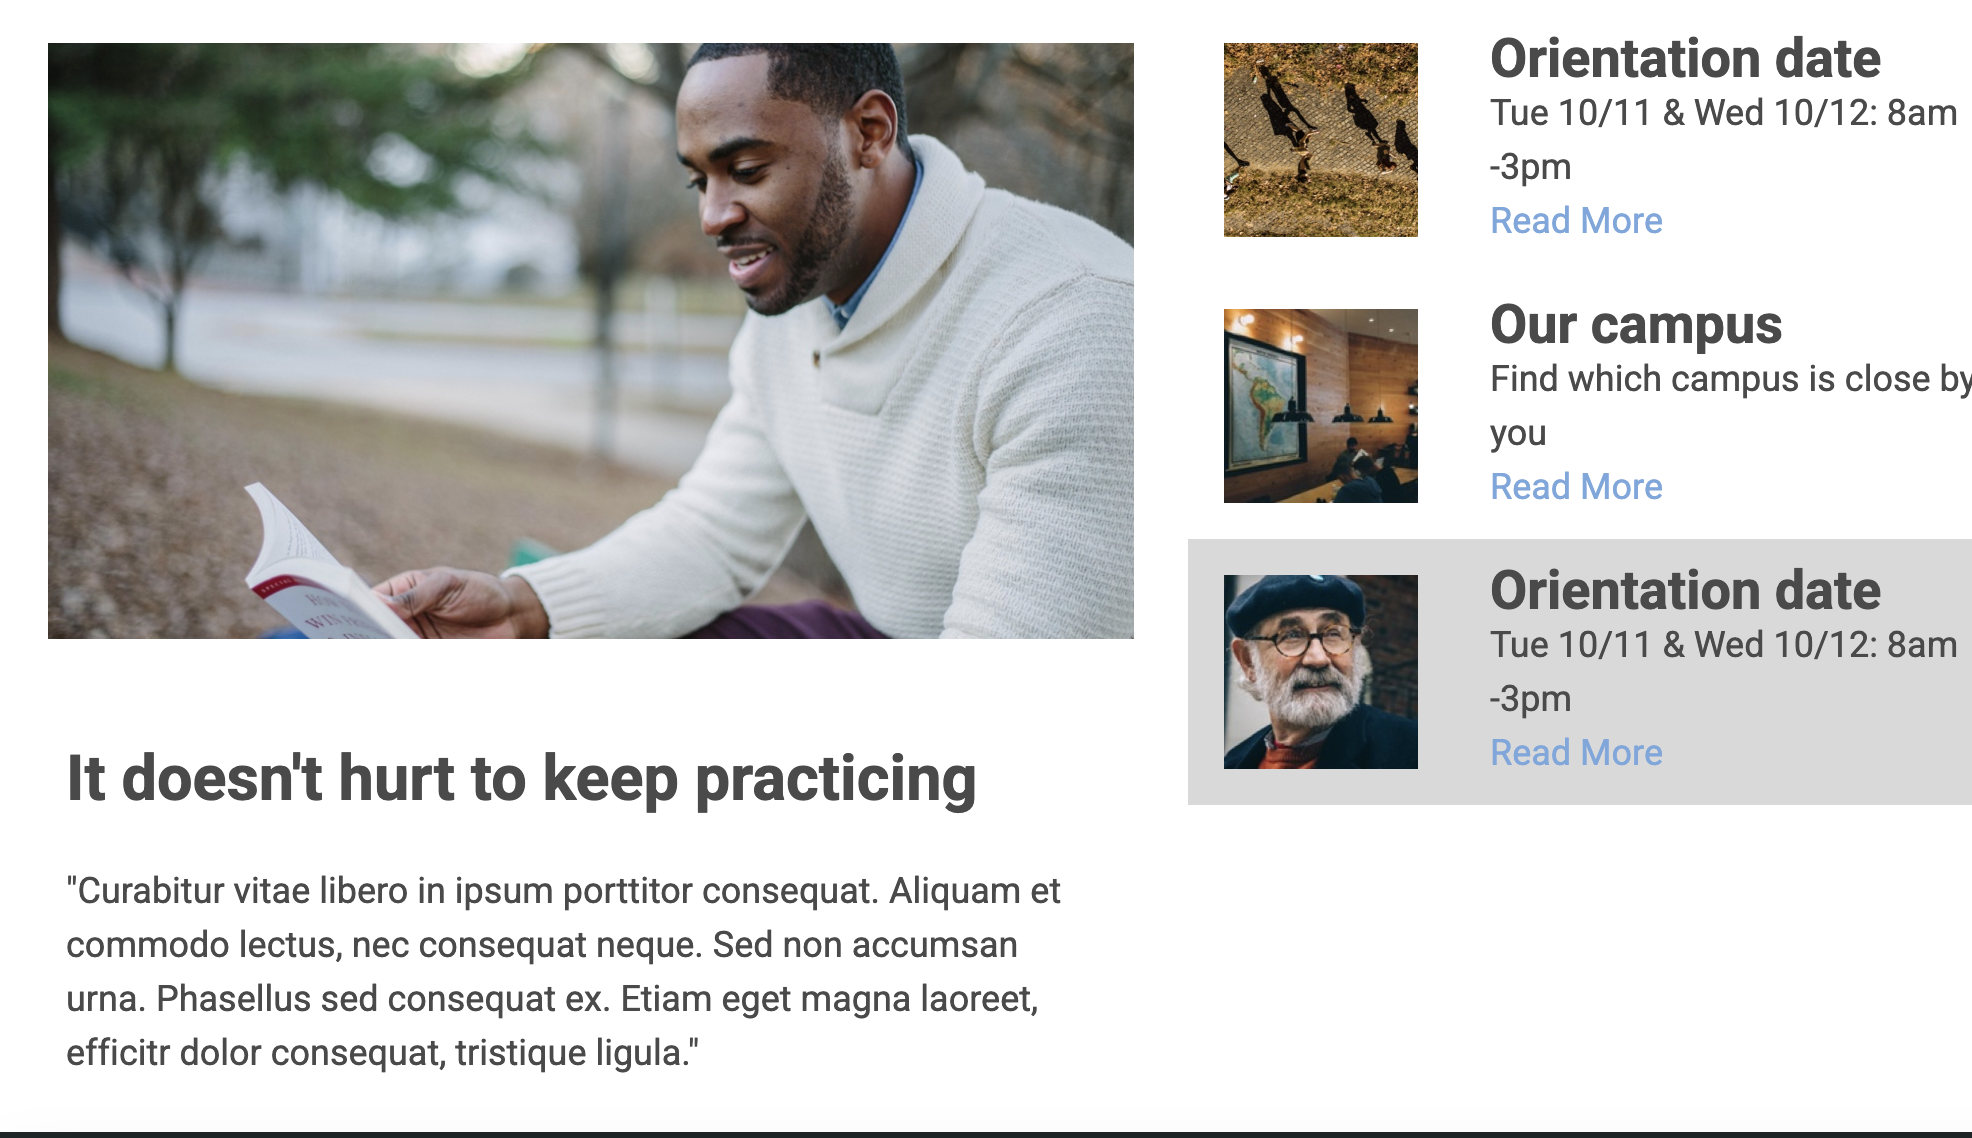 It doesn't hurt to keep practicing
"Curabitur vitae libero in ipsum porttitor consequat. Aliquam et
commodo lectus, nec consequat neque. Sed non accumsan
urna. Phasellus sed consequat ex. Etiam eget magna laoreet,
efficitr dolor consequat, tristique ligula."
Orientation date
Tue 10/11 & Wed 10/12: 8am
-3pm
Read More
Our campus
Find which campus is close by
you
Read More
Orientation date
Tue 10/11 & Wed 10/12: 8am
-3pm
Read More